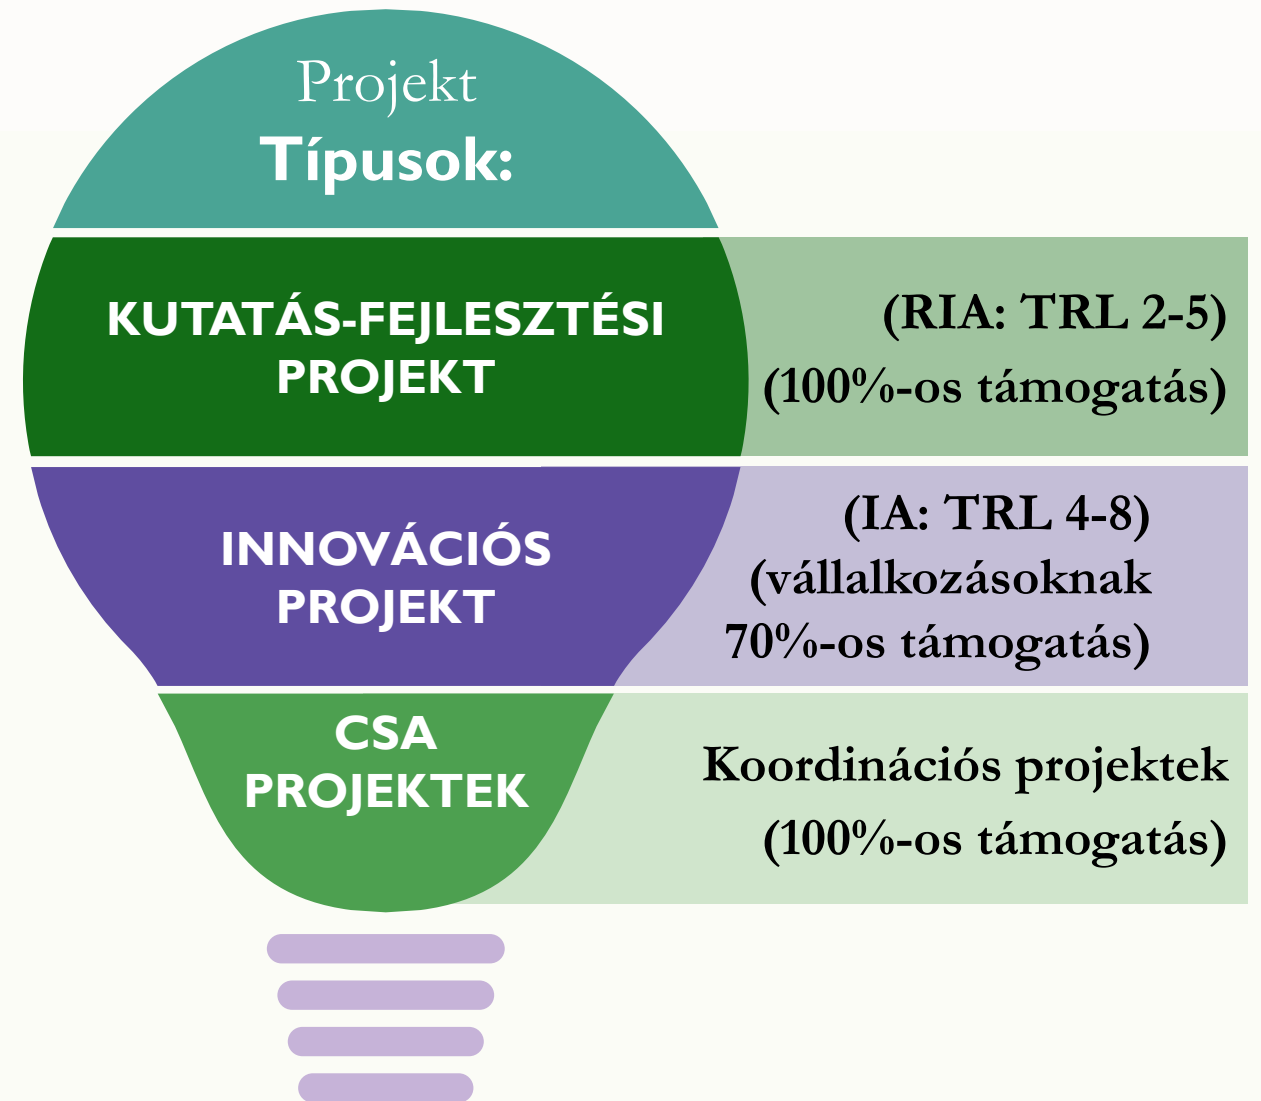 Projekt
Típusok:
KUTATÁS-FEJLESZTÉSI
PROJEKT
(RIA: TRL 2-5)
(100%-os támogatás)
INNOVÁCIÓS
PROJEKT
(IA: TRL 4-8)
(vállalkozásoknak
70%-os támogatás)
CSA
PROJEKTEK
Koordinációs projektek
(100%-os támogatás)